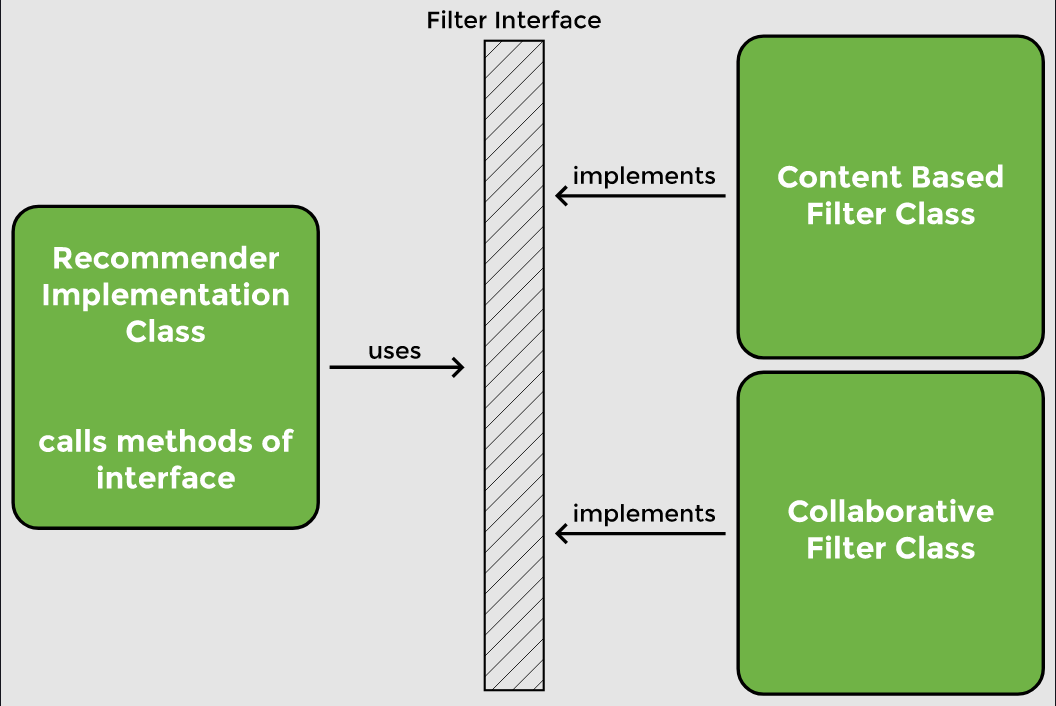 Filter Interface
Recommender
Implementation
Class
calls methods of
interface
uses
implements
Content Based
Filter Class
implements
Collaborative
Filter Class